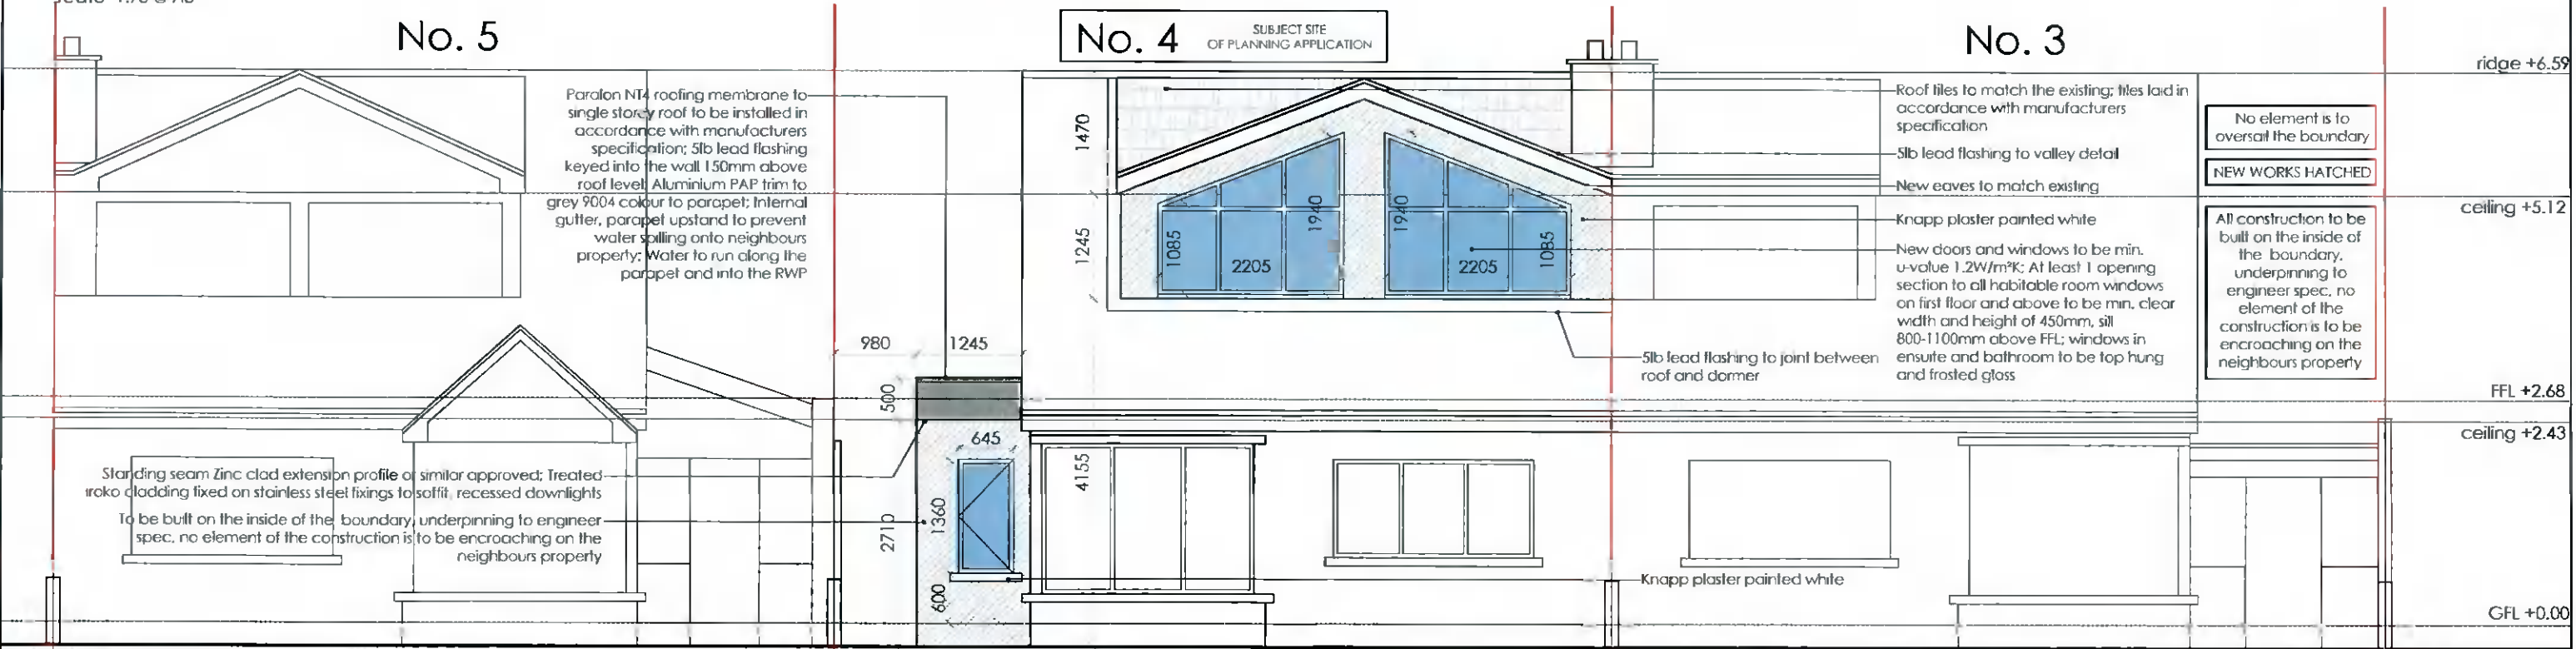 No. 5
No. 4
SUBJECT SITE
OF PLANNING APPLICATION
No. 3
ridge +6.59
Paralon NT4 roofing membrane to
single storey roof to be installed in
accordance with manufacturers
specification; 5lb lead flashing
keyed into the wall 150mm above
roof level; Aluminium PAP trim to
grey 9004 colour to parapet; Internal
gutter, parapet upstand to prevent
water spilling onto neighbours
property; Water to run along the
parapet and into the RWP
1470
1245
1085
2205
1940
1940
2205
1085
Roof tiles to match the existing; tiles laid in
accordance with manufacturers
specification
5lb lead flashing to valley detail
New eaves to match existing
Knapp plaster painted white
New doors and windows to be min.
u-value 1.2W/m²K; At least 1 opening
section to all habitable room windows
on first floor and above to be min. clear
width and height of 450mm, sill
800-1100mm above FFL; windows in
ensuite and bathroom to be top hung
and frosted glass
5lb lead flashing to joint between
roof and dormer
No element is to
oversail the boundary
NEW WORKS HATCHED
All construction to be
built on the inside of
the boundary,
underpinning to
engineer spec, no
element of the
construction is to be
encroaching on the
neighbours property
ceiling +5.12
FFL +2.68
ceiling +2.43
GFL +0.00
980
1245
500
645
4155
1360
2710
600
Standing seam Zinc clad extension profile or similar approved; Treated
iroko cladding fixed on stainless steel fixings to soffit, recessed downlights
To be built on the inside of the boundary, underpinning to engineer
spec, no element of the construction is to be encroaching on the
neighbours property
Knapp plaster painted white